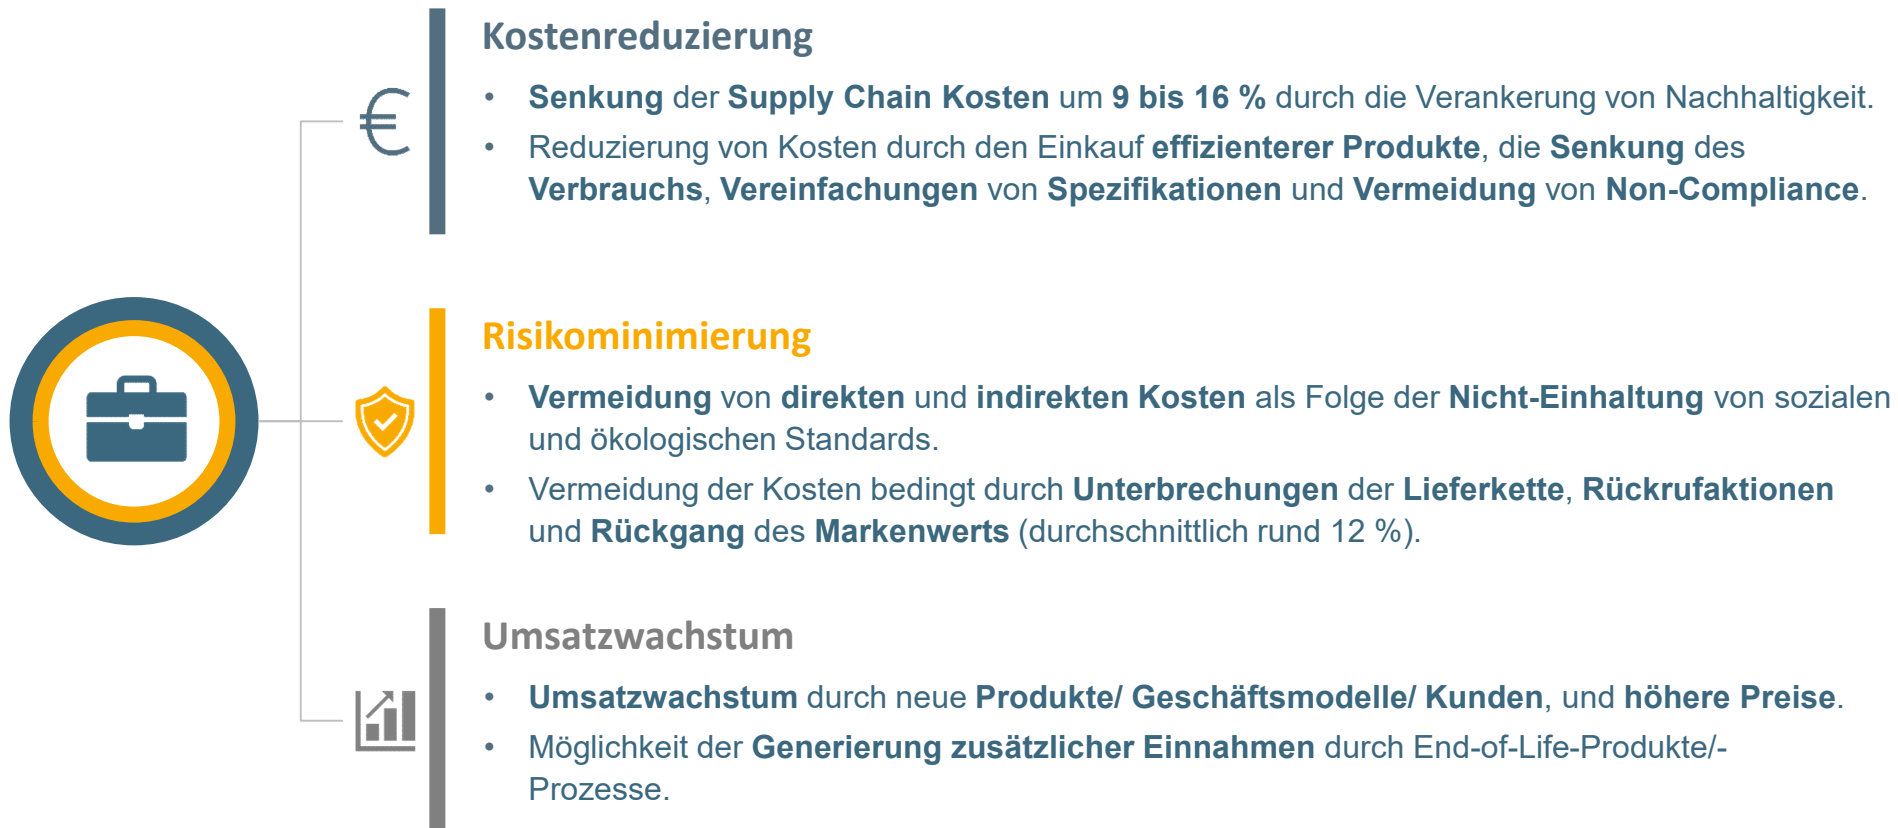 Kostenreduzierung
• Senkung der Supply Chain Kosten um 9 bis 16 % durch die Verankerung von Nachhaltigkeit.
• Reduzierung von Kosten durch den Einkauf effizienterer Produkte, die Senkung des
Verbrauchs, Vereinfachungen von Spezifikationen und Vermeidung von Non-Compliance.
Risikominimierung
• Vermeidung von direkten und indirekten Kosten als Folge der Nicht-Einhaltung von sozialen
und ökologischen Standards.
• Vermeidung der Kosten bedingt durch Unterbrechungen der Lieferkette, Rückrufaktionen
und Rückgang des Markenwerts (durchschnittlich rund 12 %).
Umsatzwachstum
• Umsatzwachstum durch neue Produkte/ Geschäftsmodelle/ Kunden, und höhere Preise.
• Möglichkeit der Generierung zusätzlicher Einnahmen durch End-of-Life-Produkte/-
Prozesse.